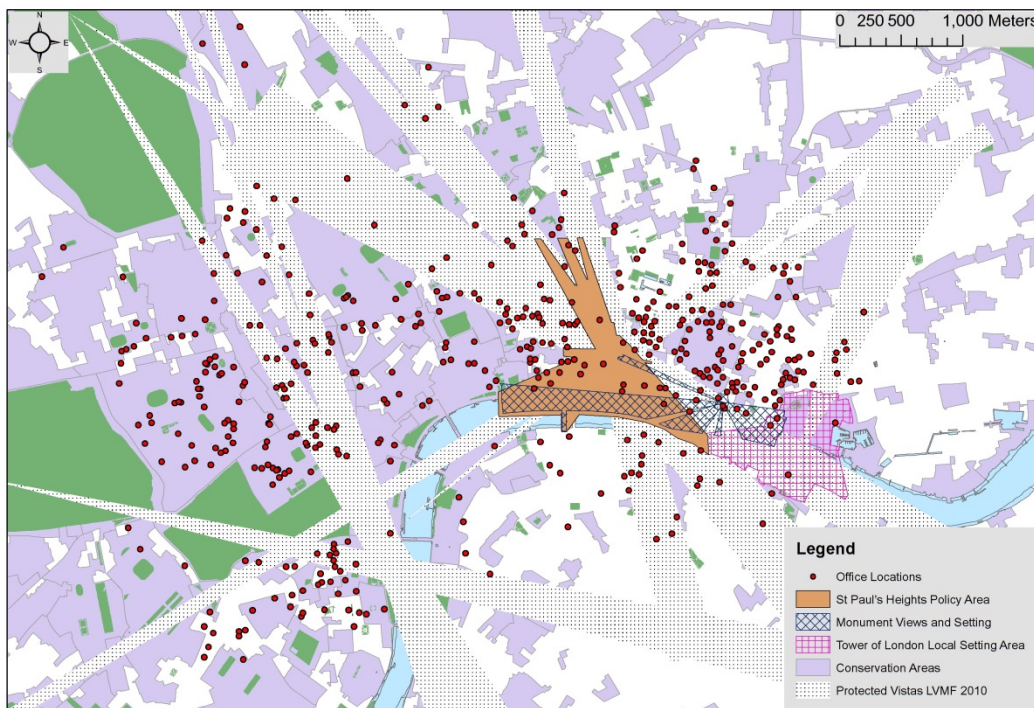 N
W E
S
0 250 500 1,000 Meters
Legend
Office Locations
St Paul's Heights Policy Area
Monument Views and Setting
Tower of London Local Setting Area
Conservation Areas
Protected Vistas LVMF 2010